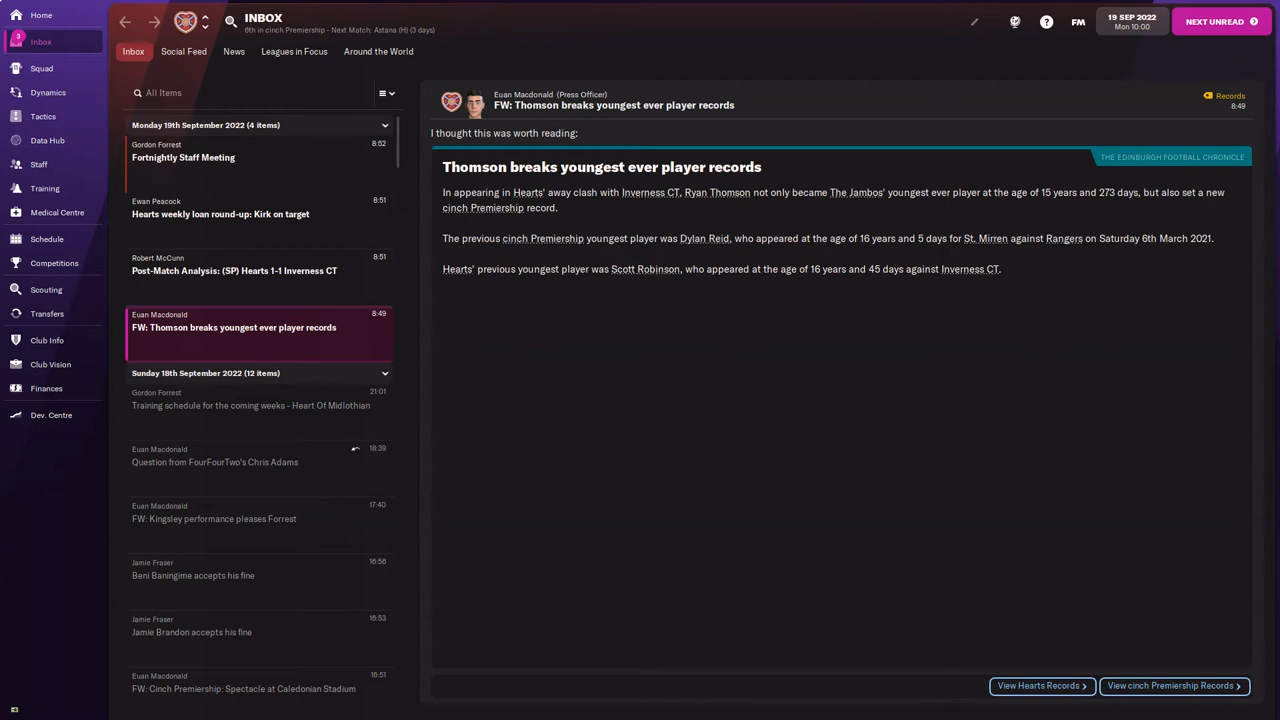 Home
INBOX
6th in cinch Premiership - Next Match: Astana (H) (3 days)
FM
19 SEP 2022
Mon 10:00
NEXT UNREAD
3
Inbox
Squad
Dynamics
Tactics
Data Hub
Staff
Training
Medical Centre
Schedule
Competitions
Scouting
Transfers
Club Info
Club Vision
Finances
Dev. Centre
Inbox
Social Feed
News
Leagues in Focus
Around the World
All Items
Monday 19th September 2022 (4 items)
Gordon Forrest
8:52
Fortnightly Staff Meeting
Ewan Peacock
8:51
Hearts weekly loan round-up: Kirk on target
Robert McCunn
8:51
Post-Match Analysis: (SP) Hearts 1-1 Inverness CT
Euan Macdonald
8:49
FW: Thomson breaks youngest ever player records
Sunday 18th September 2022 (12 items)
Gordon Forrest
21:01
Training schedule for the coming weeks - Heart Of Midlothian
Euan Macdonald
18:39
Question from FourFourTwo's Chris Adams
Euan Macdonald
17:40
FW: Kingsley performance pleases Forrest
Jamie Fraser
16:56
Beni Baningime accepts his fine
Jamie Fraser
16:53
Jamie Brandon accepts his fine
Euan Macdonald
16:51
FW: Cinch Premiership: Spectacle at Caledonian Stadium
Euan Macdonald (Press Officer)
FW: Thomson breaks youngest ever player records
Records
8:49
I thought this was worth reading:
THE EDINBURGH FOOTBALL CHRONICLE
Thomson breaks youngest ever player records
In appearing in Hearts' away clash with Inverness CT, Ryan Thomson not only became The Jambos' youngest ever player at the age of 15 years and 273 days, but also set a new
cinch Premiership record.
The previous cinch Premiership youngest player was Dylan Reid, who appeared at the age of 16 years and 5 days for St. Mirren against Rangers on Saturday 6th March 2021.
Hearts' previous youngest player was Scott Robinson, who appeared at the age of 16 years and 45 days against Inverness CT.
View Hearts Records
View cinch Premiership Records